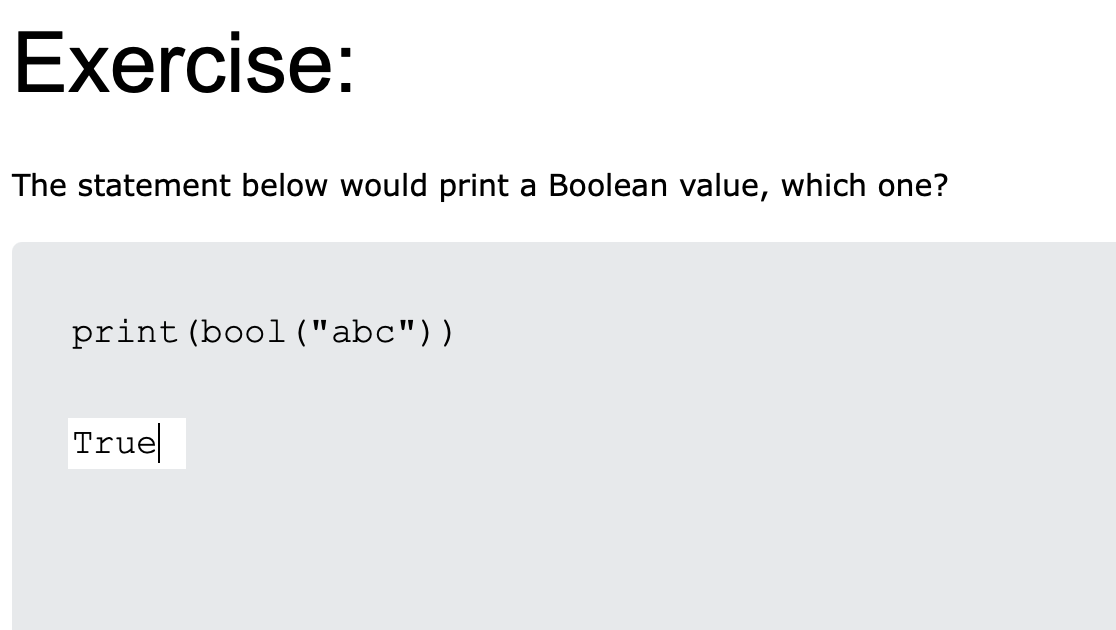 Exercise:
The statement below would print a Boolean value, which one?
print(bool("abc"))
True